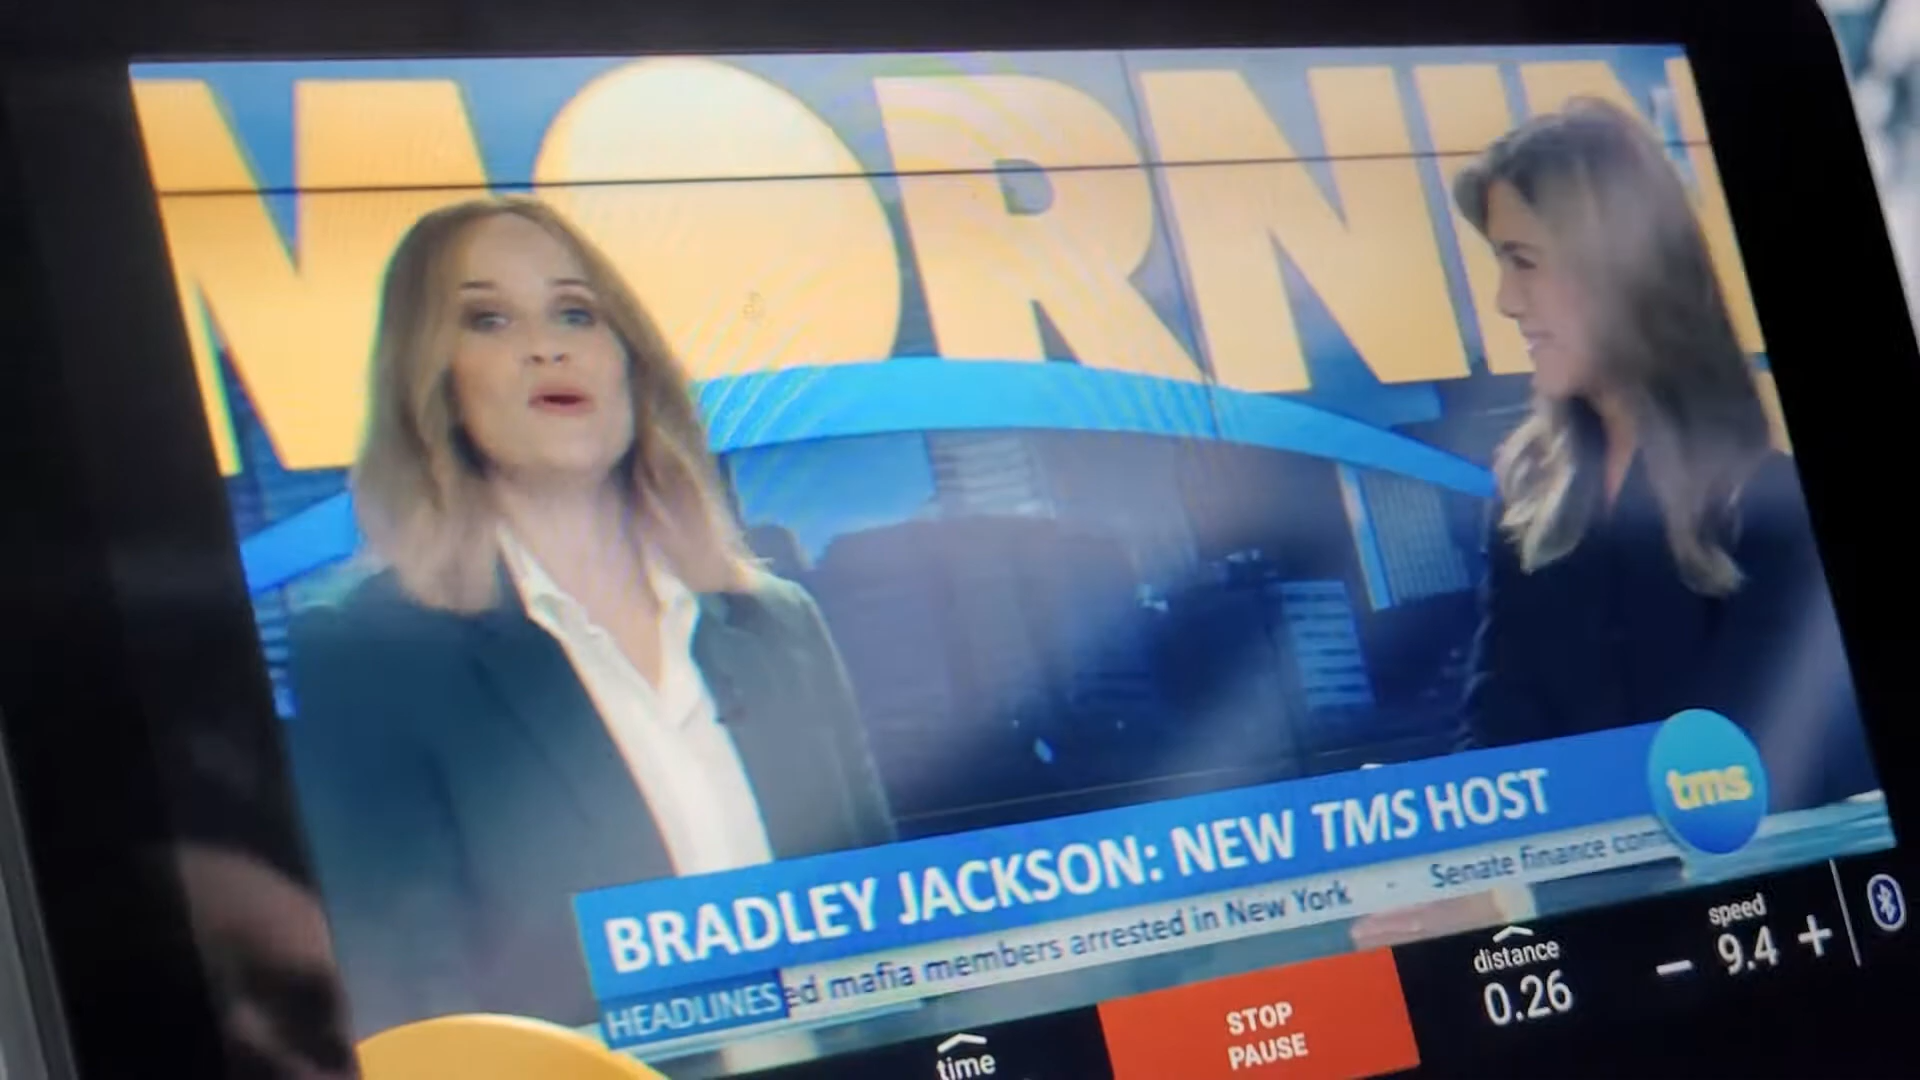 MORNIN
BRADLEY JACKSON: NEW TMS HOST
tms
HEADLINES ed mafia members arrested in New York · Senate finance com
time
STOP
PAUSE
distance
0.26
speed
− 9.4 +